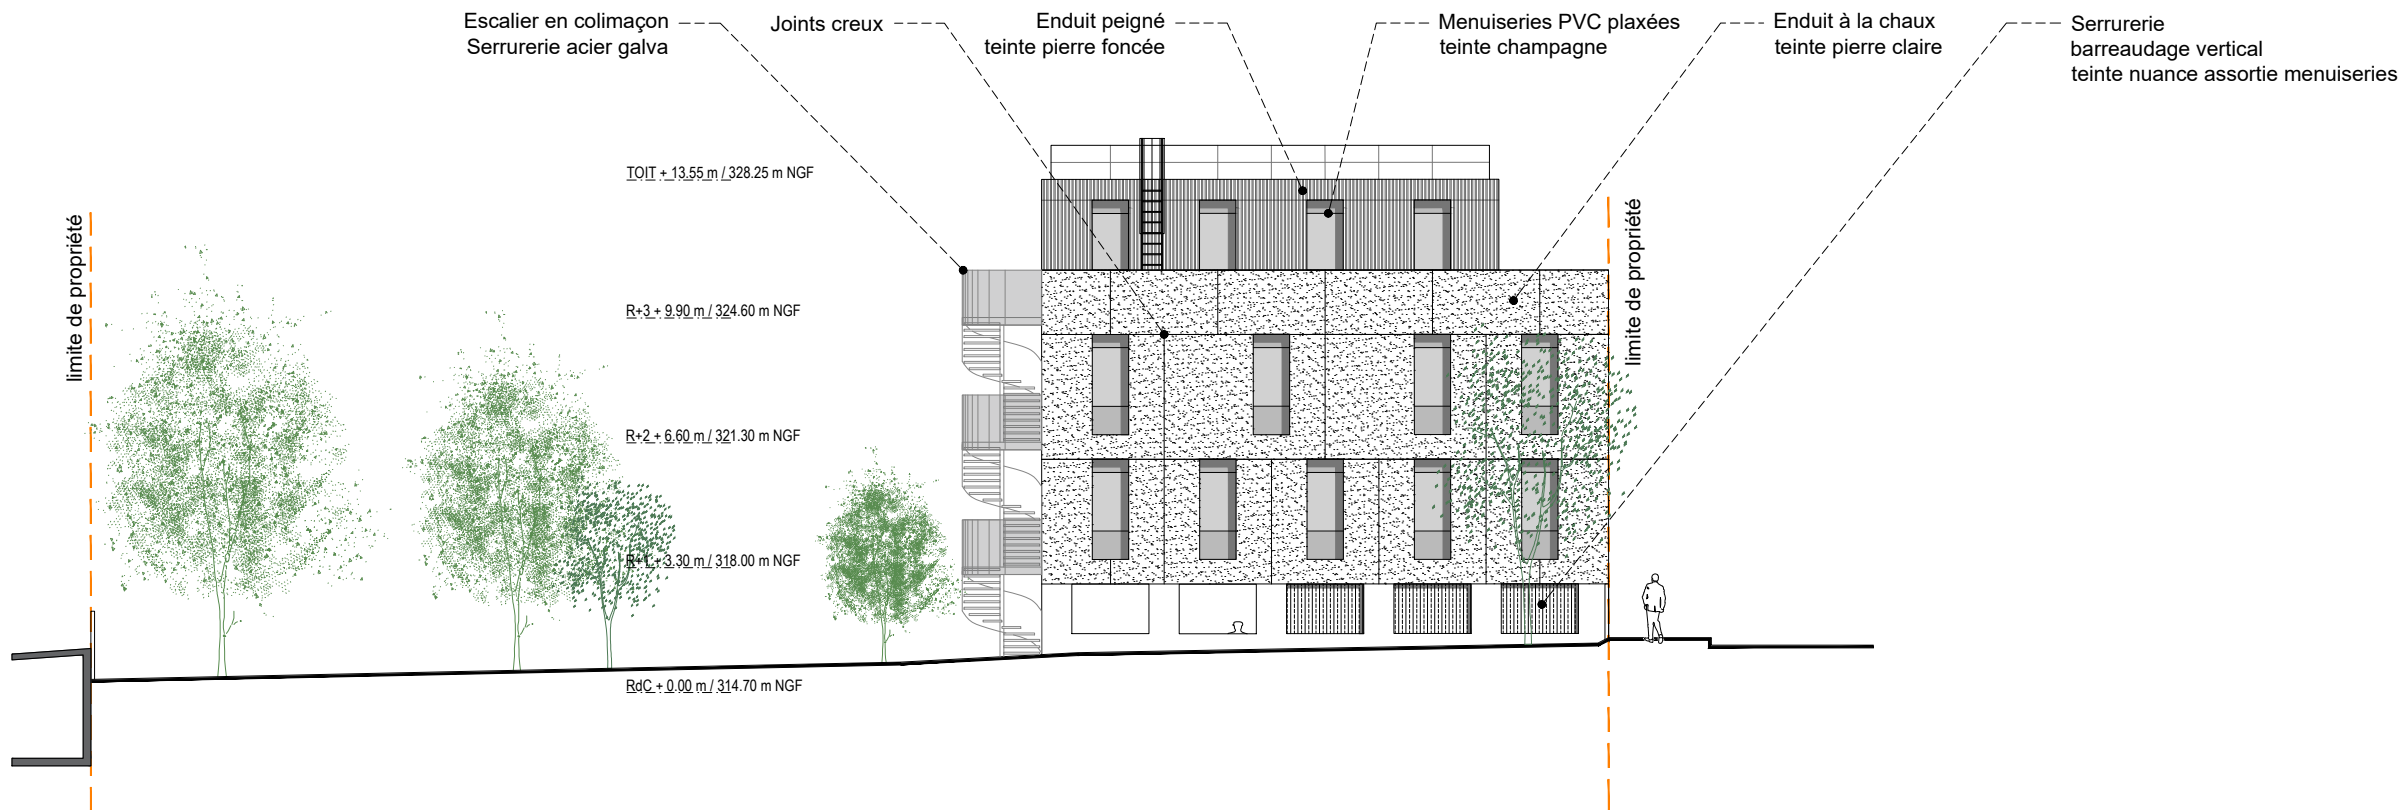 Escalier en colimaçon
Serrurerie acier galva
Joints creux
Enduit peigné
teinte pierre foncée
Menuiseries PVC plaxées
teinte champagne
Enduit à la chaux
teinte pierre claire
Serrurerie
barreaudage vertical
teinte nuance assortie menuiseries
TOIT + 13.55 m / 328.25 m NGF
limite de propriété
limite de propriété
R+3 + 9.90 m / 324.60 m NGF
R+2 + 6.60 m / 321.30 m NGF
R+1 + 3.30 m / 318.00 m NGF
RdC + 0.00 m / 314.70 m NGF